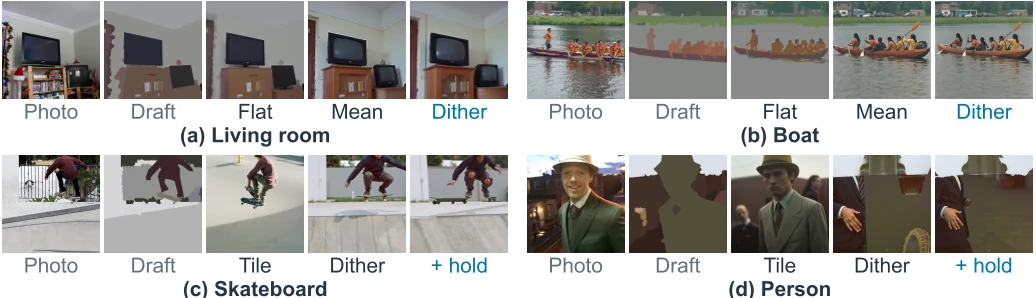 Photo Draft Flat Mean Dither
(a) Living room
Photo Draft Flat Mean Dither
(b) Boat
Photo Draft Tile Dither + hold
(c) Skateboard
Photo Draft Tile Dither + hold
(d) Person